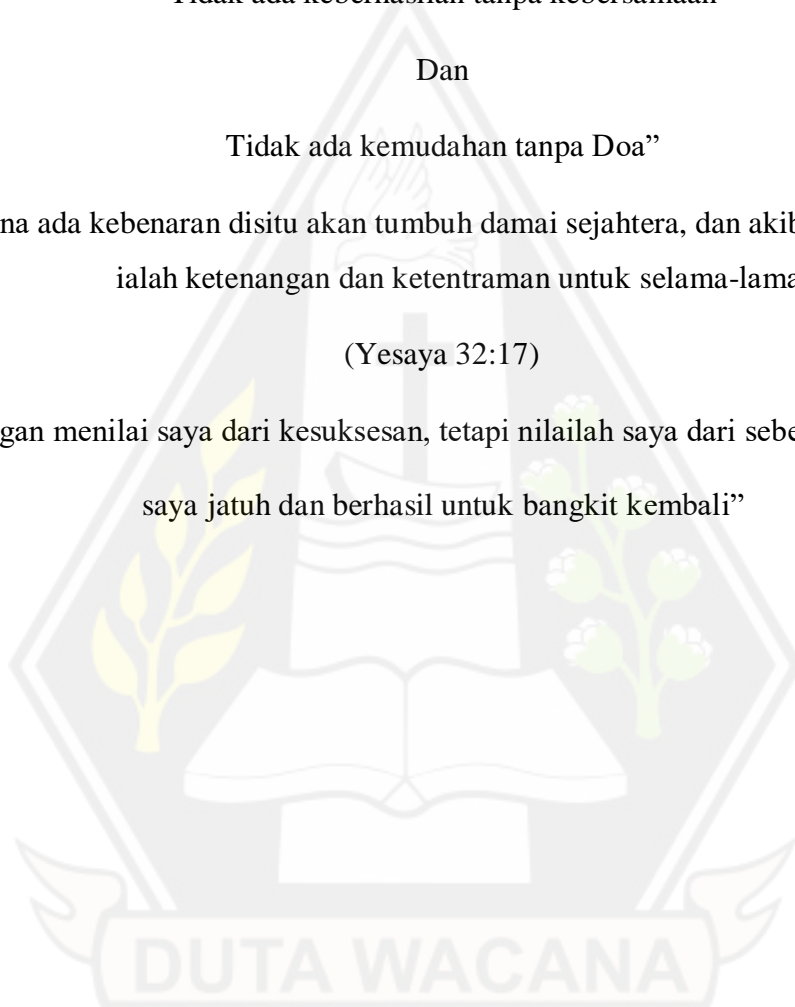 Tidak ada keberhasilan tanpa kebersamaan
Dan
Tidak ada kemudahan tanpa Doa”
na ada kebenaran disitu akan tumbuh damai sejahtera, dan akib
ialah ketenangan dan ketentraman untuk selama-lama
(Yesaya 32:17)
gan menilai saya dari kesuksesan, tetapi nilailah saya dari sebe
saya jatuh dan berhasil untuk bangkit kembali”
DUTA WACANA